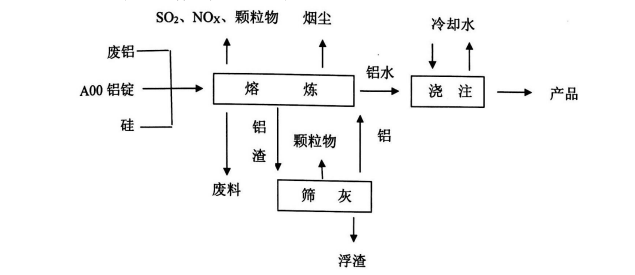 SO₂、NOX、颗粒物 烟尘 冷却水
废铝
A00 铝锭
硅
熔 炼
铝水
浇 注
产品
铝渣
颗粒物
铝
废料
筛 灰
浮渣